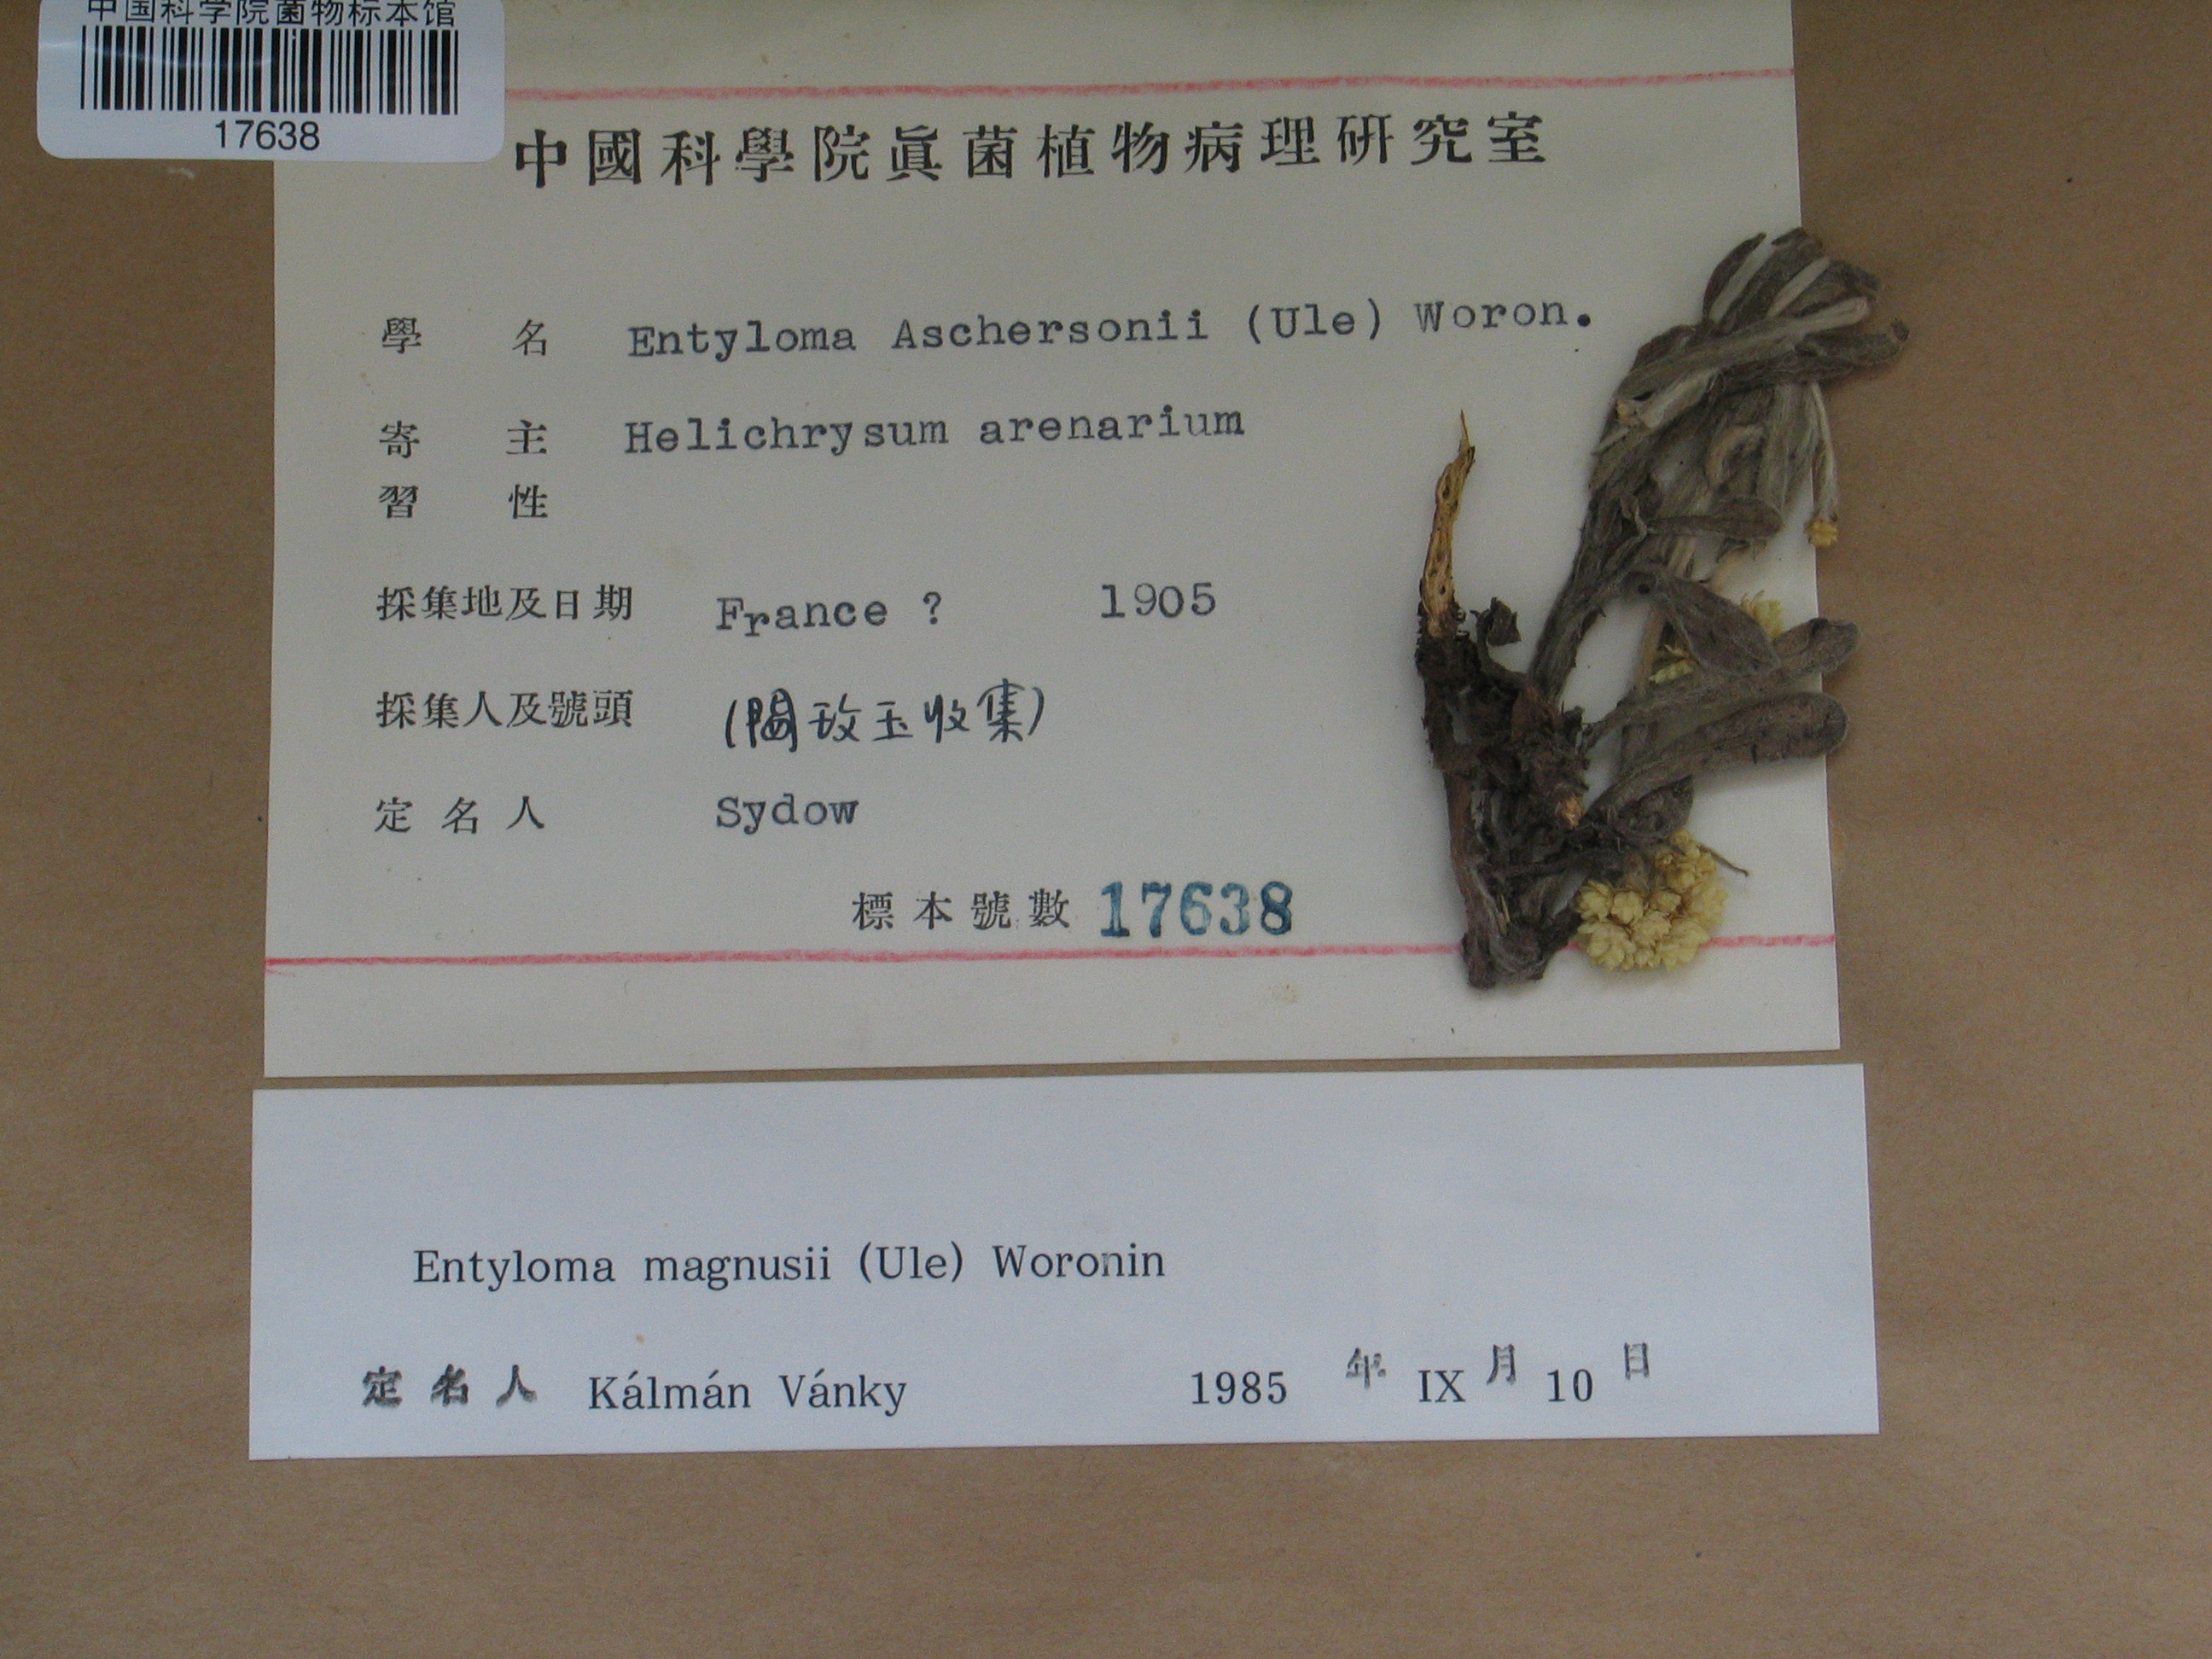 中国科学院菌物标本馆
17638
中國科學院眞菌植物病理硏究室
學 名 Entyloma Aschersonii (Ule) Woron.
寄 主 Helichrysum arenarium
習 性
採集地及日期 France ? 1905
採集人及號頭 (閻玫玉收集)
定名人 Sydow
標本號數 17638
Entyloma magnusii (Ule) Woronin
定名人 Kálmán Vánky 1985 年 IX 月 10 日